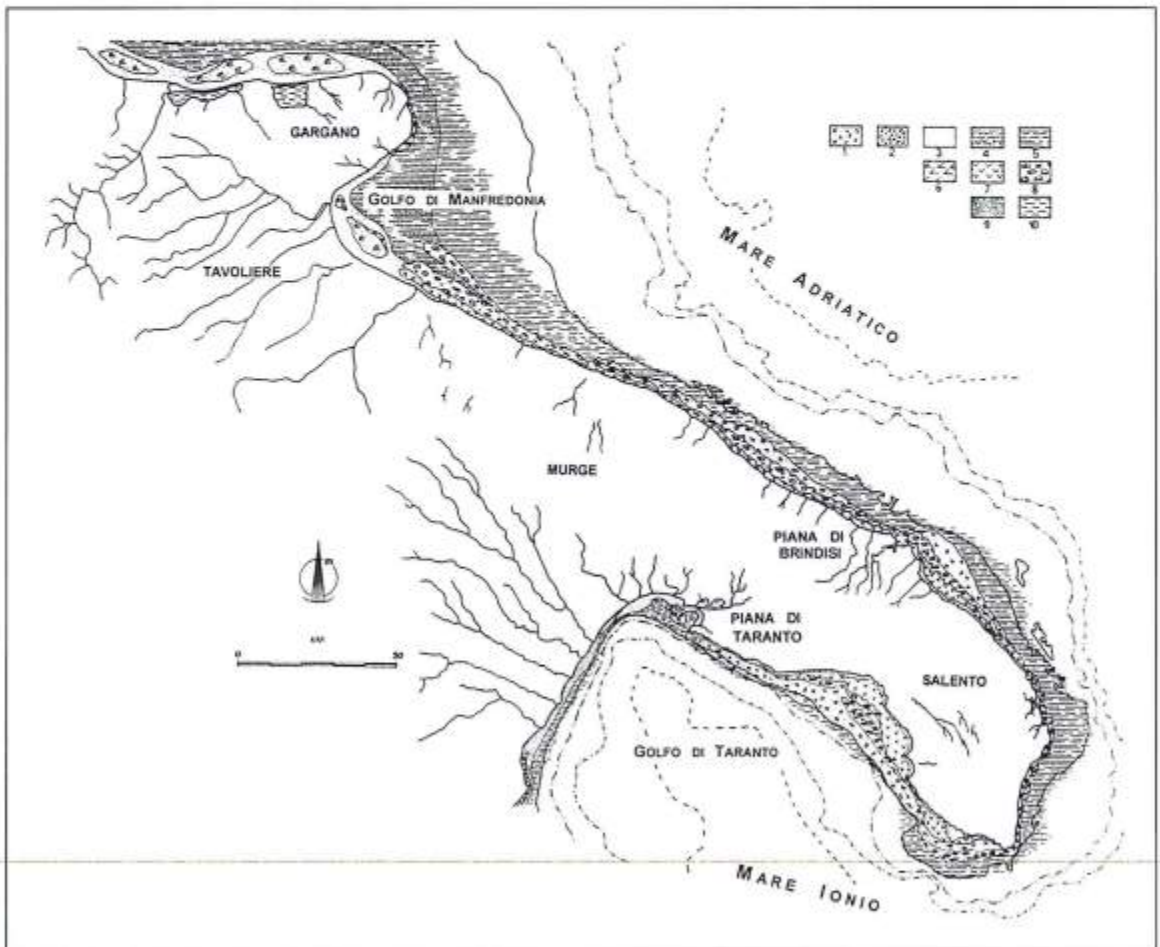 GARGANO
GOLFO DI MANFREDONIA
TAVOLIERE
MARE ADRIATICO
1 2 3 4 5
6 7 8
9 10
MURGE
PIANA DI
BRINDISI
PIANA DI
TARANTO
SALENTO
GOLFO DI TARANTO
MARE IONIO
0 50